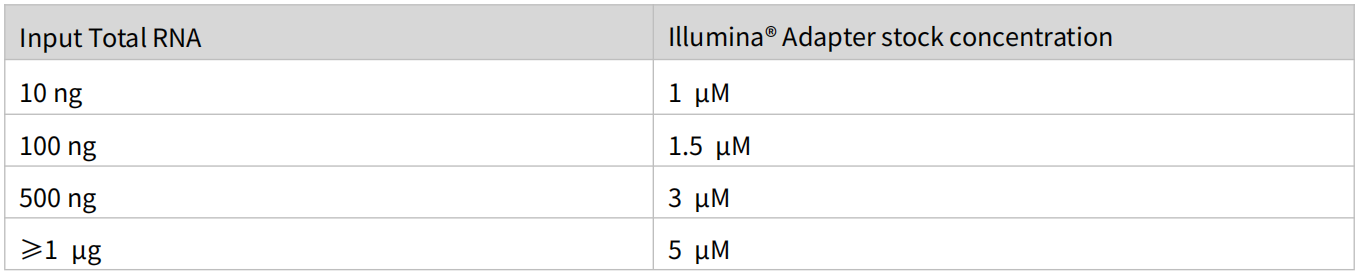 Input Total RNA Illumina® Adapter stock concentration
10 ng 1 μM
100 ng 1.5 μM
500 ng 3 μM
⩾1 μg 5 μM